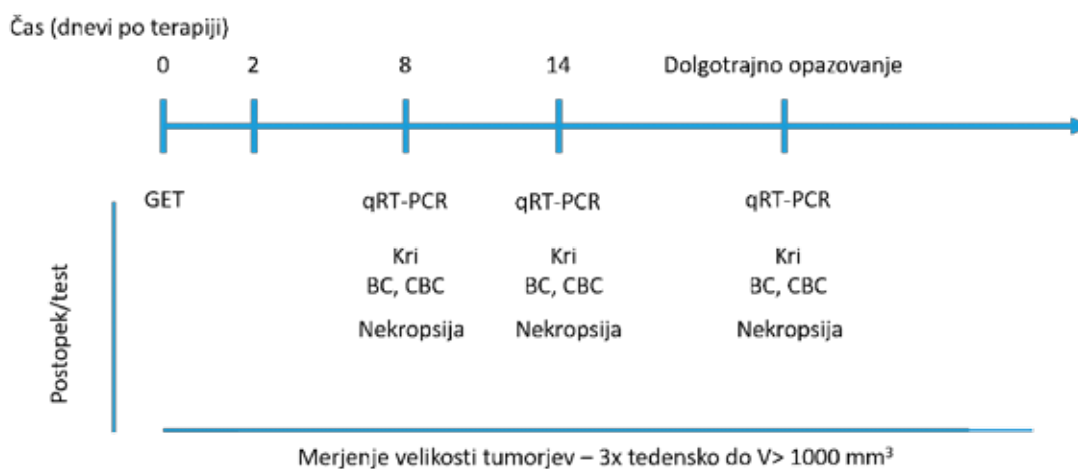 Čas (dnevi po terapiji)
0 2 8 14 Dolgotrajno opazovanje
GET qRT-PCR qRT-PCR qRT-PCR
Kri Kri Kri
BC, CBC BC, CBC BC, CBC
Nekropsija Nekropsija Nekropsija
Postopek/test
Merjenje velikosti tumorjev – 3x tedensko do V> 1000 mm³